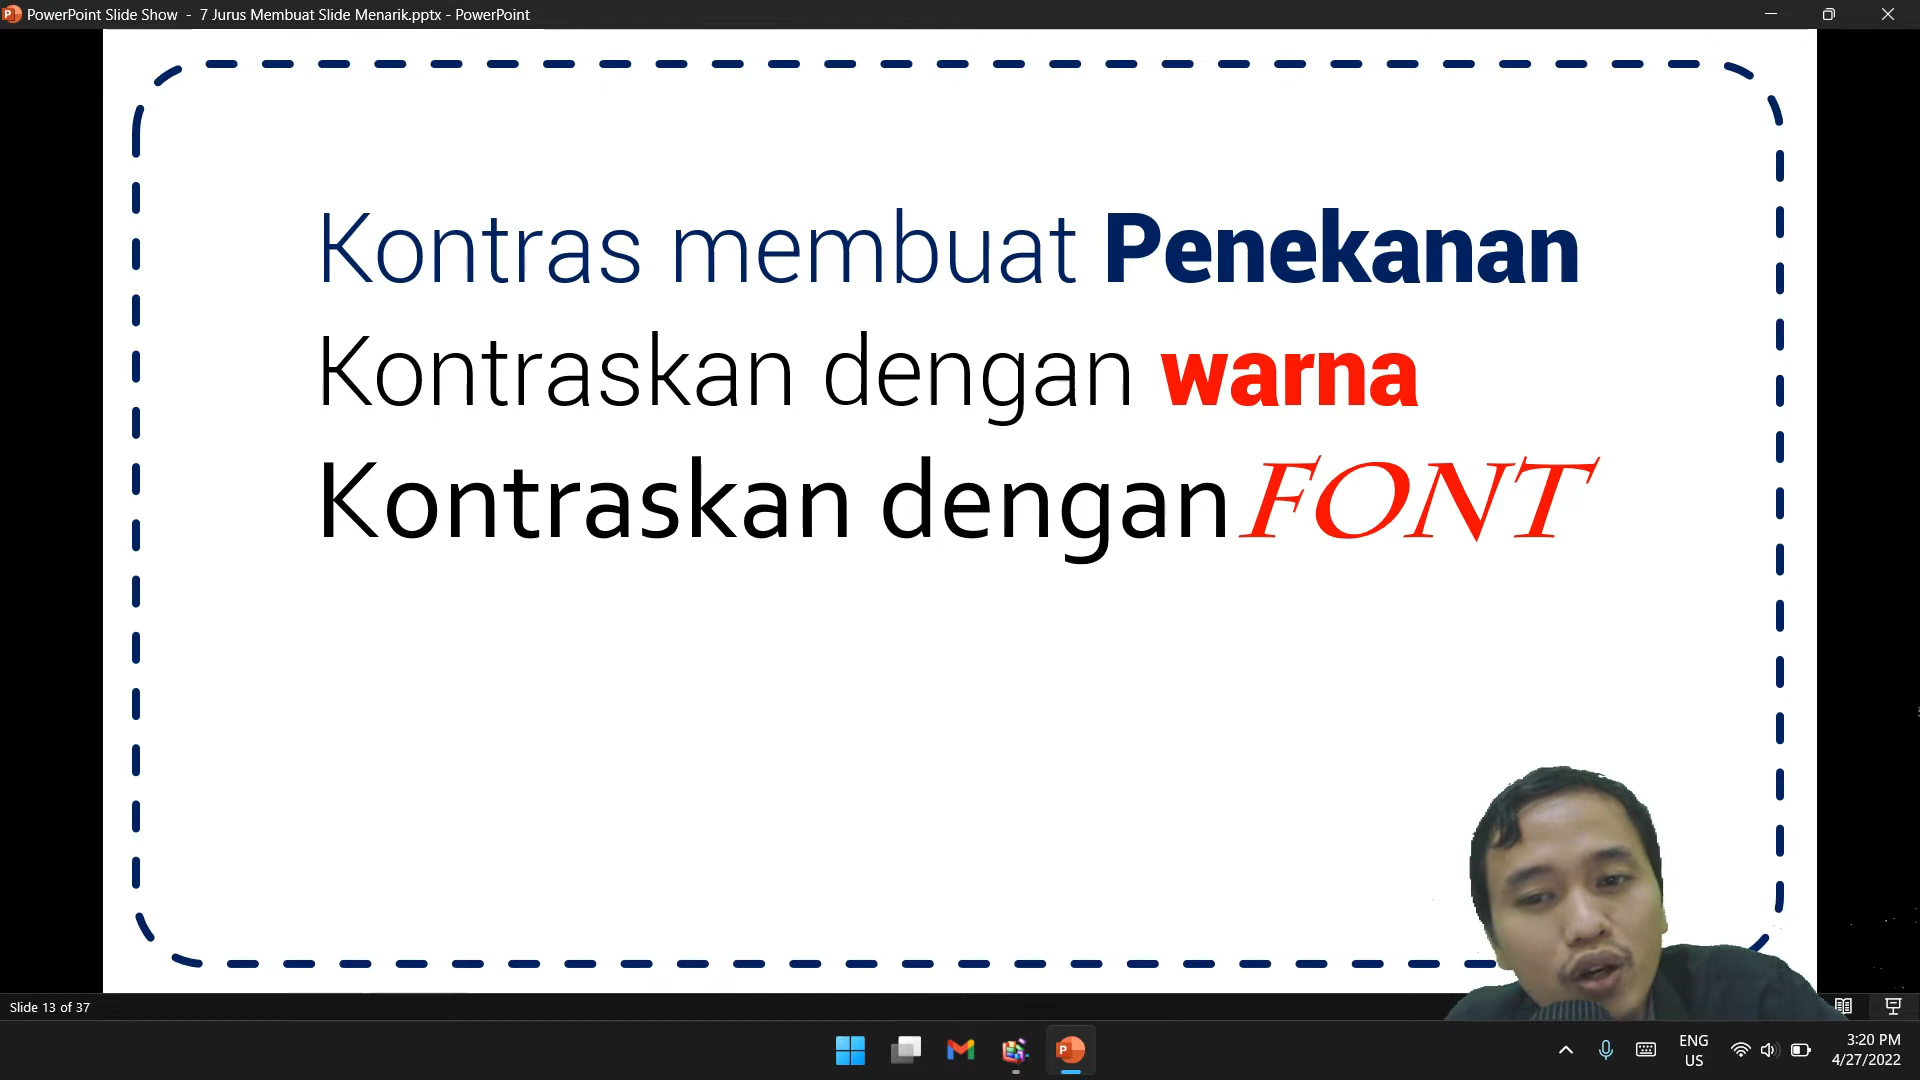 PowerPoint Slide Show - 7 Jurus Membuat Slide Menarik.pptx - PowerPoint
Kontras membuat Penekanan
Kontraskan dengan warna
Kontraskan dengan FONT
Slide 13 of 37
ENG
US
3:20 PM
4/27/2022